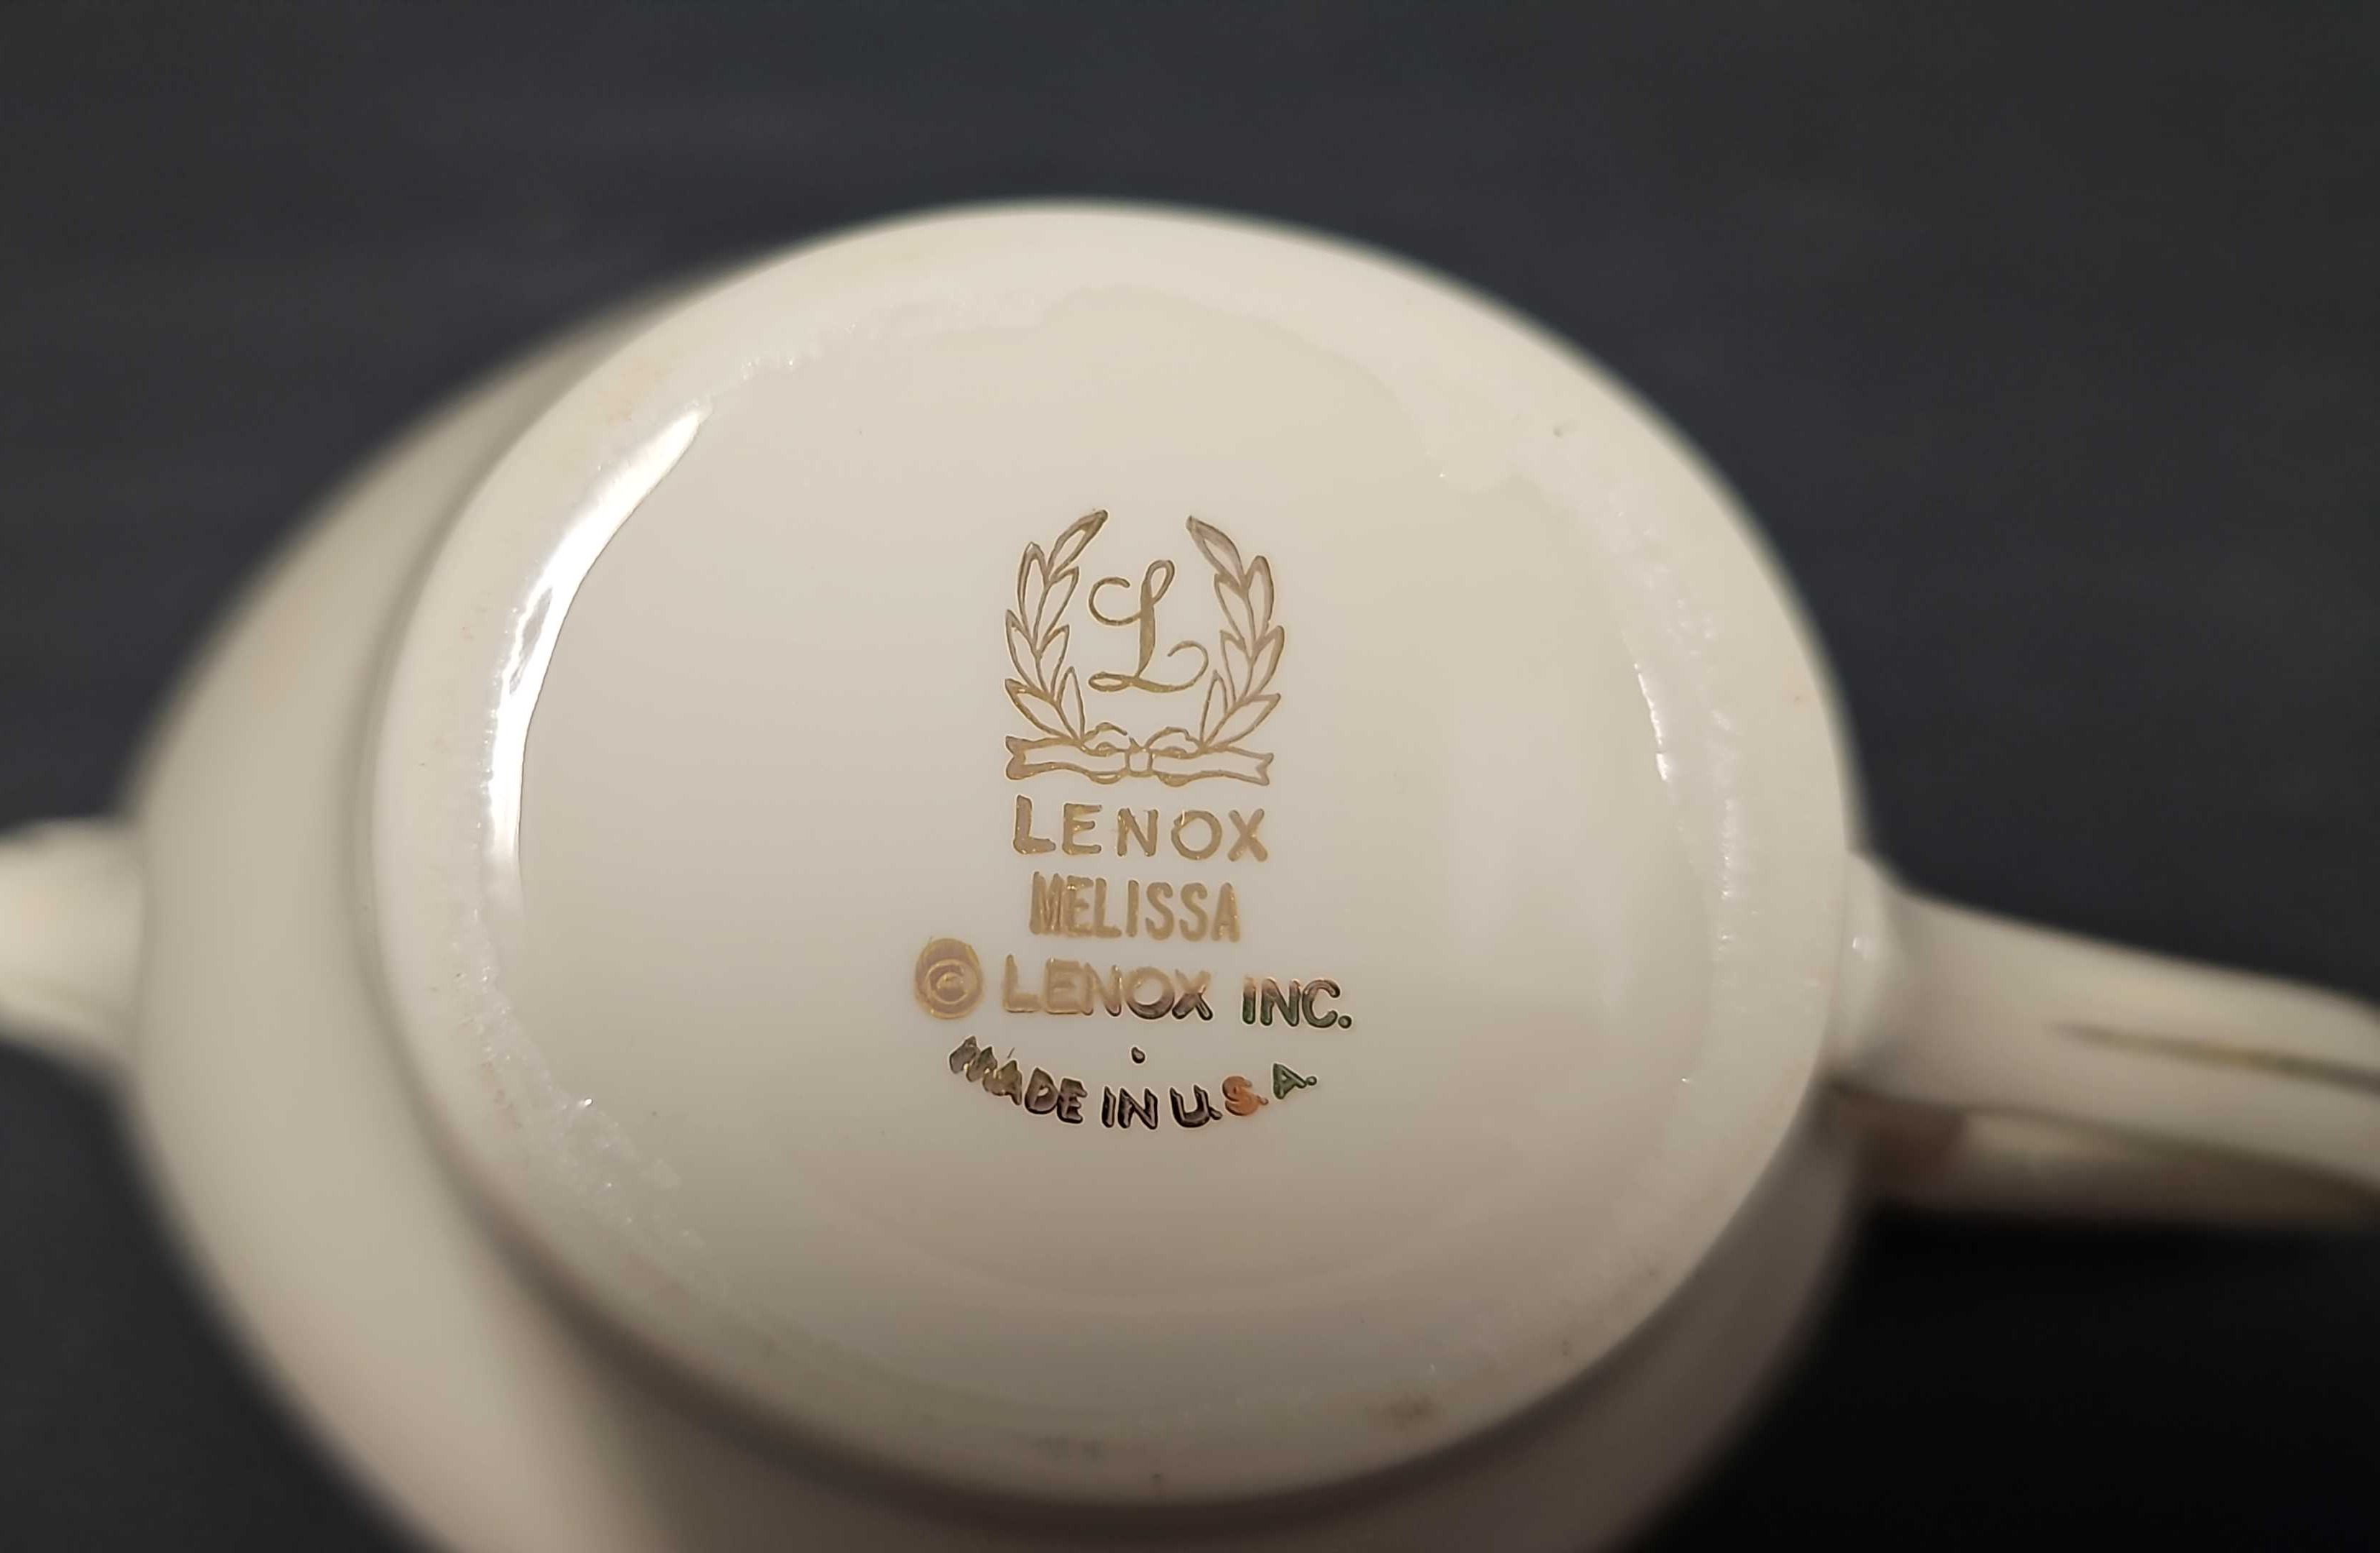 L
LENOX
MELISSA
© LENOX INC.
MADE IN U.S.A.